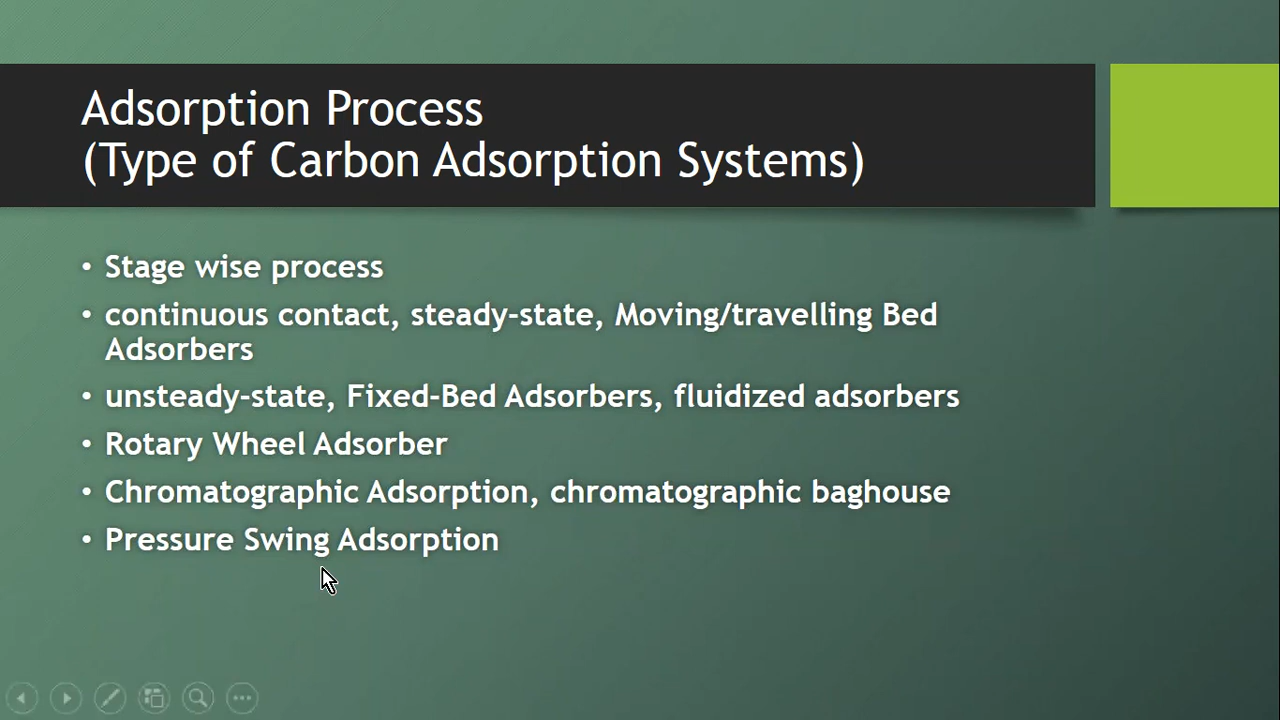 Adsorption Process
(Type of Carbon Adsorption Systems)
• Stage wise process
• continuous contact, steady-state, Moving/travelling Bed
Adsorbers
• unsteady-state, Fixed-Bed Adsorbers, fluidized adsorbers
• Rotary Wheel Adsorber
• Chromatographic Adsorption, chromatographic baghouse
• Pressure Swing Adsorption